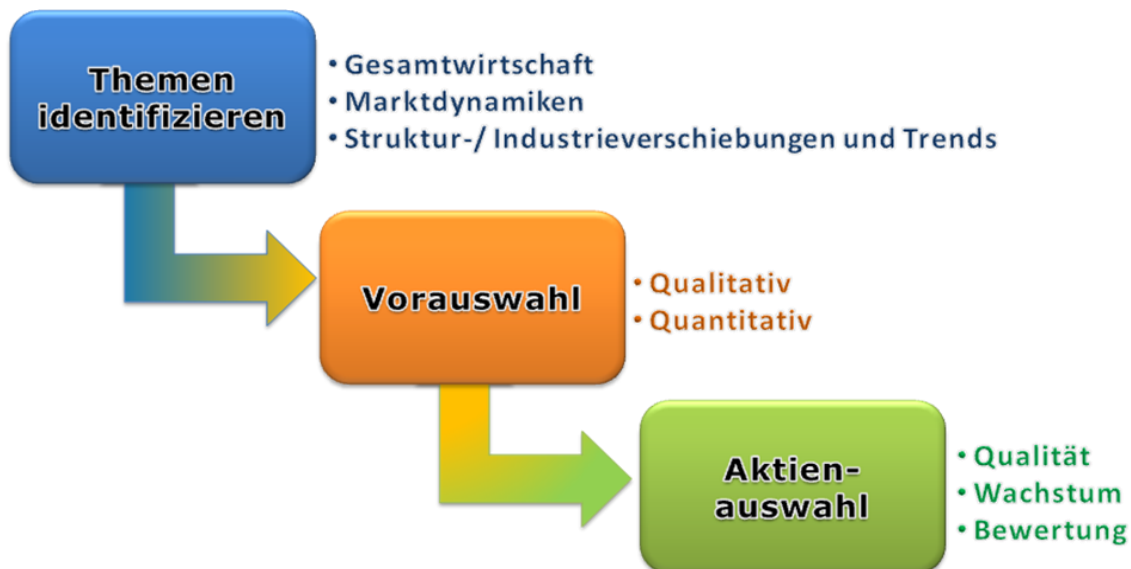 Themen
identifizieren
• Gesamtwirtschaft
• Marktdynamiken
• Struktur-/ Industrieverschiebungen und Trends
Vorauswahl
• Qualitativ
• Quantitativ
Aktien-
auswahl
• Qualität
• Wachstum
• Bewertung